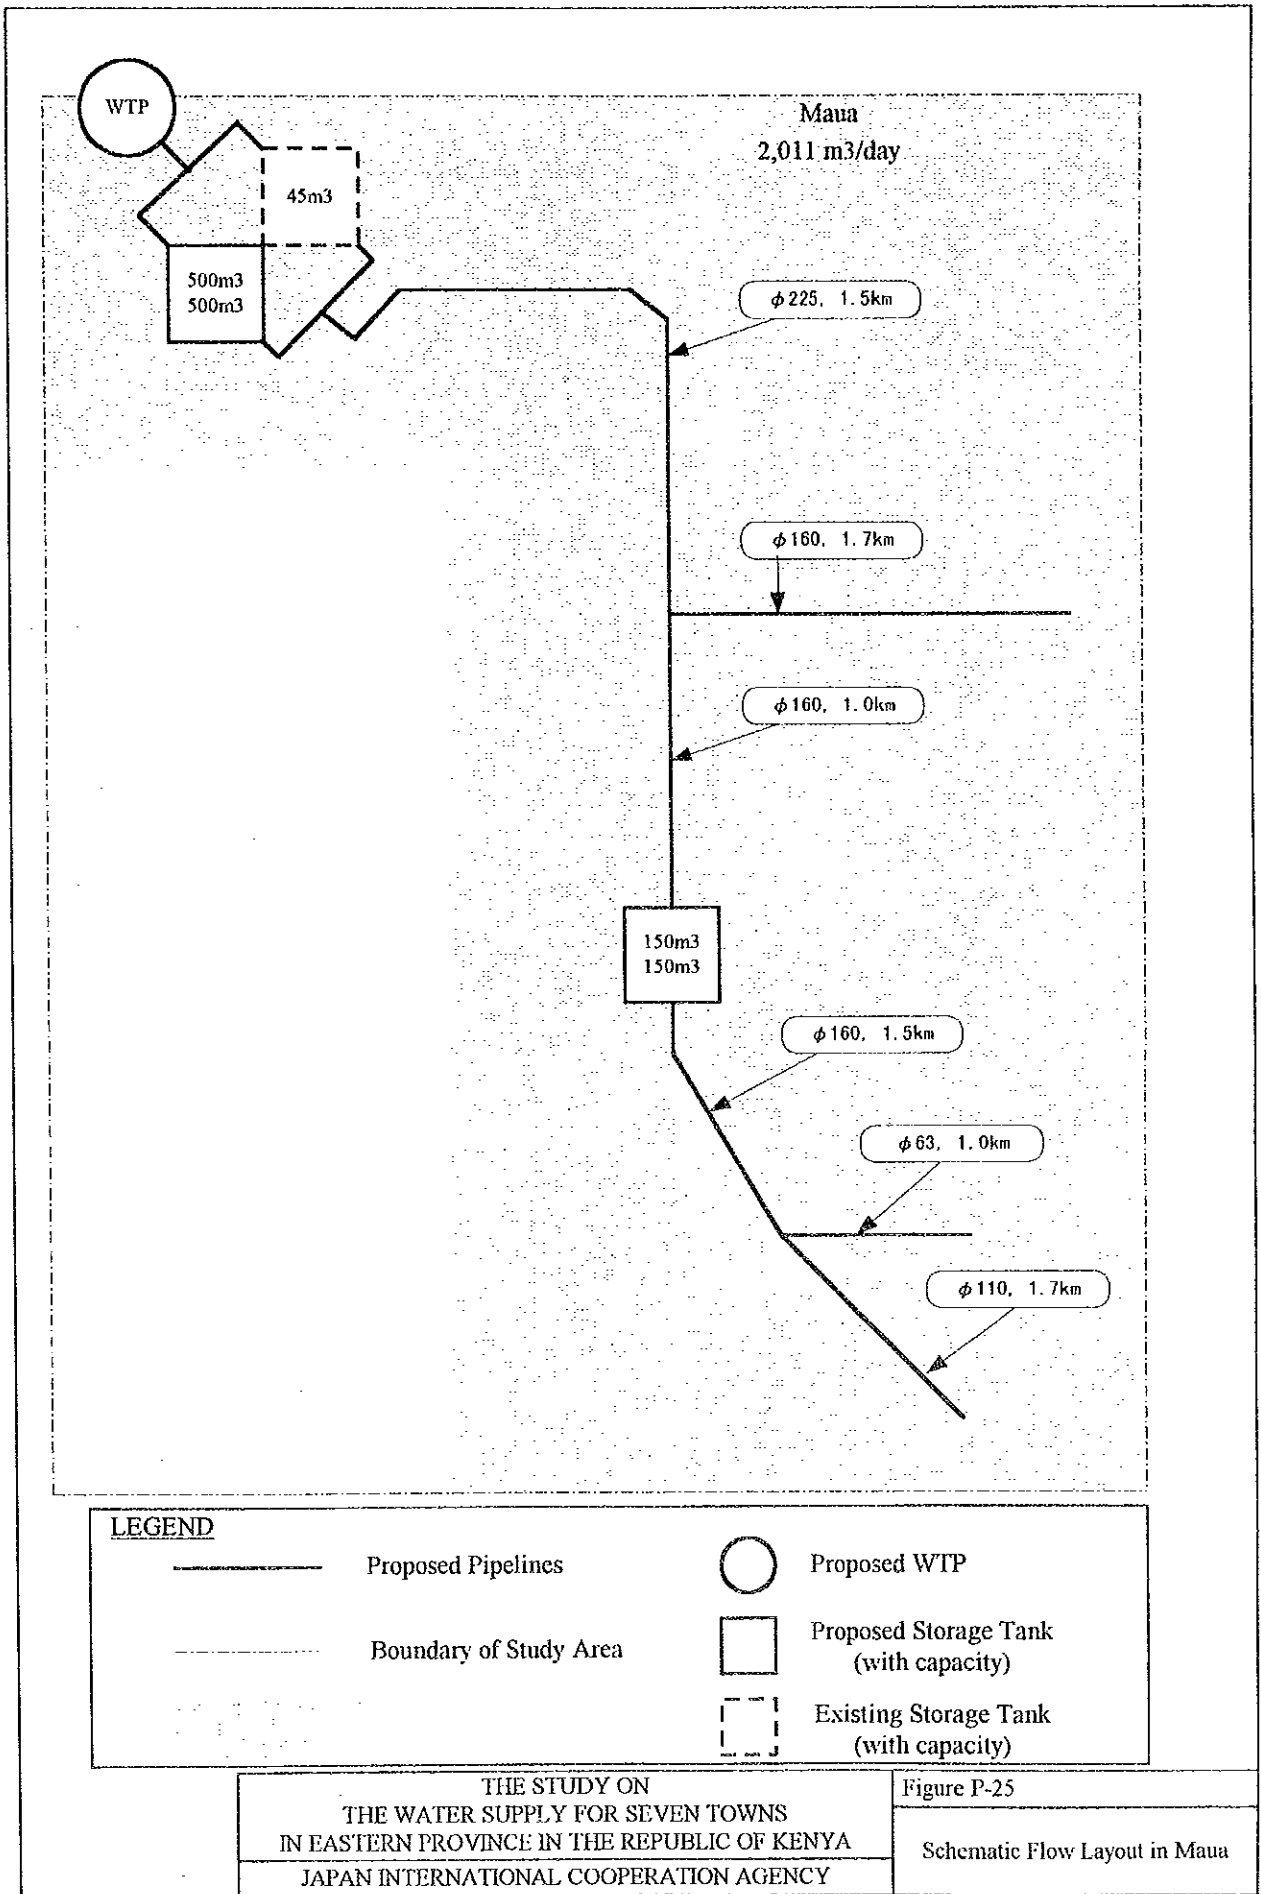 WTP
Maua
2,011 m3/day
45m3
500m3
500m3
φ225, 1.5km
φ160, 1.7km
φ160, 1.0km
150m3
150m3
φ160, 1.5km
φ63, 1.0km
φ110, 1.7km
LEGEND
Proposed Pipelines
Proposed WTP
Boundary of Study Area
Proposed Storage Tank
(with capacity)
Existing Storage Tank
(with capacity)
THE STUDY ON
THE WATER SUPPLY FOR SEVEN TOWNS
IN EASTERN PROVINCE IN THE REPUBLIC OF KENYA
JAPAN INTERNATIONAL COOPERATION AGENCY
Figure P-25
Schematic Flow Layout in Maua